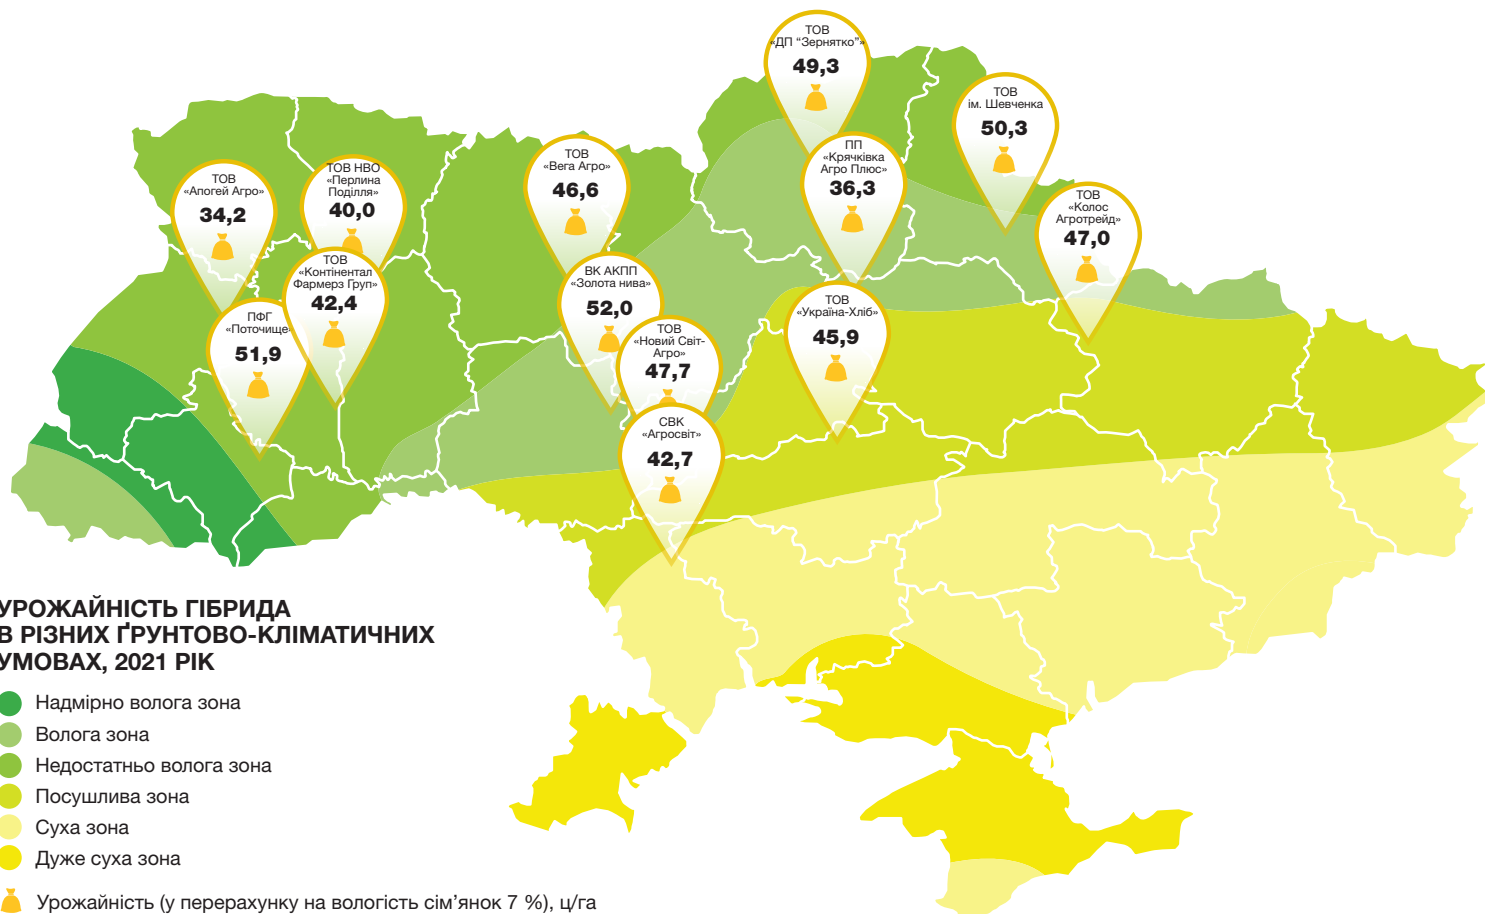 ТОВ
«ДП “Зернятко”»
49,3
ТОВ
ім. Шевченка
50,3
ТОВ
«Вега Агро»
46,6
ПП
«Крячківка
Агро Плюс»
36,3
ТОВ
«Апогей Агро»
34,2
ТОВ НВО
«Перлина
Поділля»
40,0
ТОВ
«Колос
Агротрейд»
47,0
ТОВ
«Контінентал
Фармерз Груп»
42,4
ВК АКПП
«Золота нива»
52,0
ПФГ
«Поточище»
51,9
ТОВ
«Новий Світ-
Агро»
47,7
ТОВ
«Україна-Хліб»
45,9
СВК
«Агросвіт»
42,7
УРОЖАЙНІСТЬ ГІБРИДА
В РІЗНИХ ҐРУНТОВО-КЛІМАТИЧНИХ
УМОВАХ, 2021 РІК
Надмірно волога зона
Волога зона
Недостатньо волога зона
Посушлива зона
Суха зона
Дуже суха зона
Урожайність (у перерахунку на вологість сім’янок 7 %), ц/га